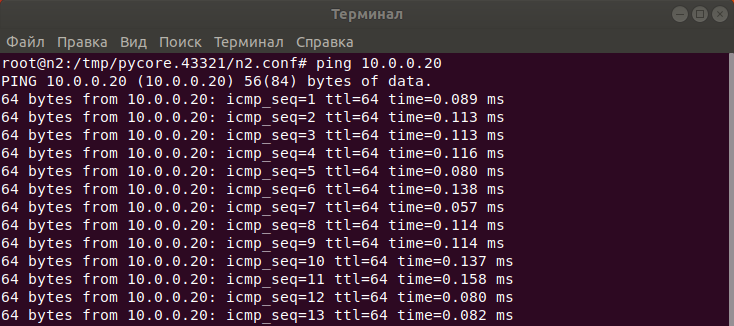 Терминал
Файл Правка Вид Поиск Терминал Справка
root@n2:/tmp/pycore.43321/n2.conf# ping 10.0.0.20
PING 10.0.0.20 (10.0.0.20) 56(84) bytes of data.
64 bytes from 10.0.0.20: icmp_seq=1 ttl=64 time=0.089 ms
64 bytes from 10.0.0.20: icmp_seq=2 ttl=64 time=0.113 ms
64 bytes from 10.0.0.20: icmp_seq=3 ttl=64 time=0.113 ms
64 bytes from 10.0.0.20: icmp_seq=4 ttl=64 time=0.116 ms
64 bytes from 10.0.0.20: icmp_seq=5 ttl=64 time=0.080 ms
64 bytes from 10.0.0.20: icmp_seq=6 ttl=64 time=0.138 ms
64 bytes from 10.0.0.20: icmp_seq=7 ttl=64 time=0.057 ms
64 bytes from 10.0.0.20: icmp_seq=8 ttl=64 time=0.114 ms
64 bytes from 10.0.0.20: icmp_seq=9 ttl=64 time=0.114 ms
64 bytes from 10.0.0.20: icmp_seq=10 ttl=64 time=0.137 ms
64 bytes from 10.0.0.20: icmp_seq=11 ttl=64 time=0.158 ms
64 bytes from 10.0.0.20: icmp_seq=12 ttl=64 time=0.080 ms
64 bytes from 10.0.0.20: icmp_seq=13 ttl=64 time=0.082 ms